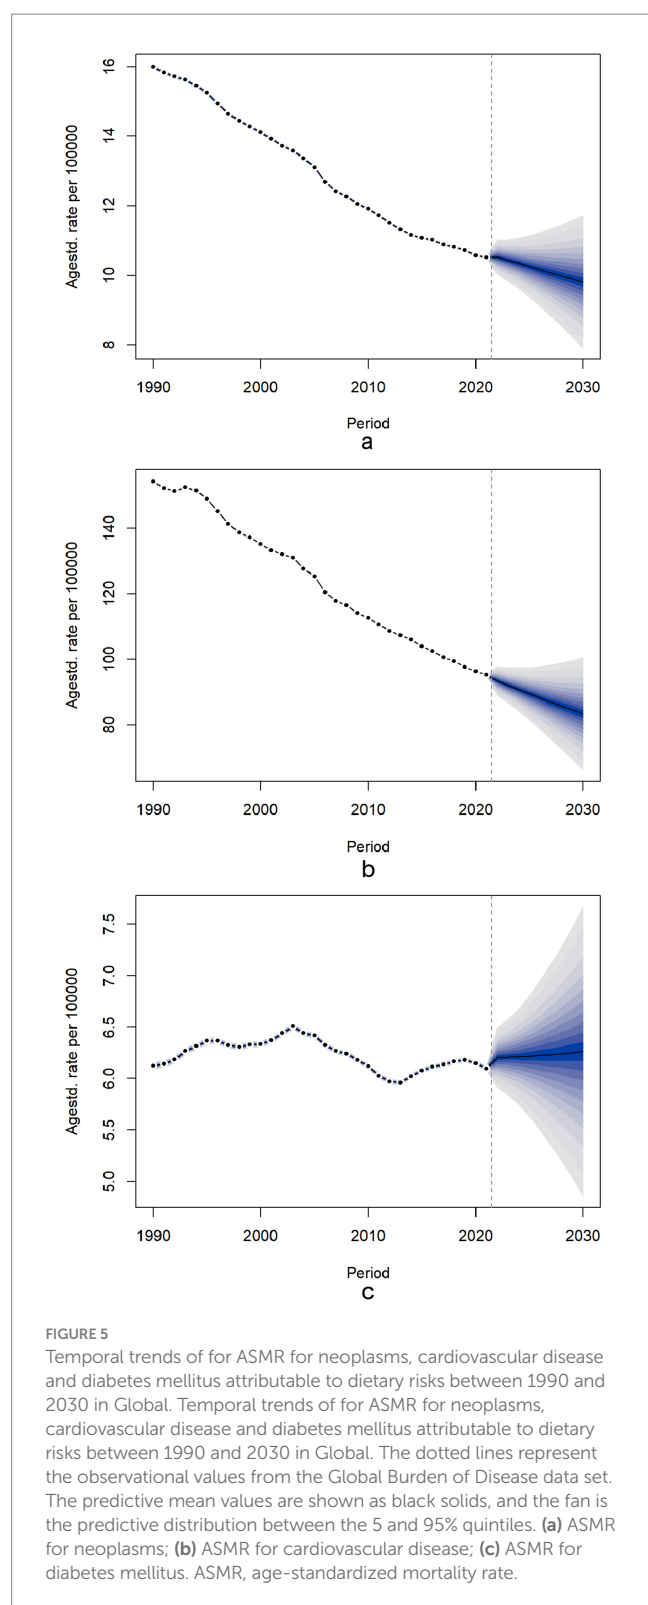 16
14
12
10
8
Agestd. rate per 100000
1990 2000 2010 2020 2030
Period
a
140
120
100
80
Agestd. rate per 100000
1990 2000 2010 2020 2030
Period
b
7.5
7.0
6.5
6.0
5.5
5.0
Agestd. rate per 100000
1990 2000 2010 2020 2030
Period
c
FIGURE 5
Temporal trends of for ASMR for neoplasms, cardiovascular disease
and diabetes mellitus attributable to dietary risks between 1990 and
2030 in Global. Temporal trends of for ASMR for neoplasms,
cardiovascular disease and diabetes mellitus attributable to dietary
risks between 1990 and 2030 in Global. The dotted lines represent
the observational values from the Global Burden of Disease data set.
The predictive mean values are shown as black solids, and the fan is
the predictive distribution between the 5 and 95% quintiles. (a) ASMR
for neoplasms; (b) ASMR for cardiovascular disease; (c) ASMR for
diabetes mellitus. ASMR, age-standardized mortality rate.